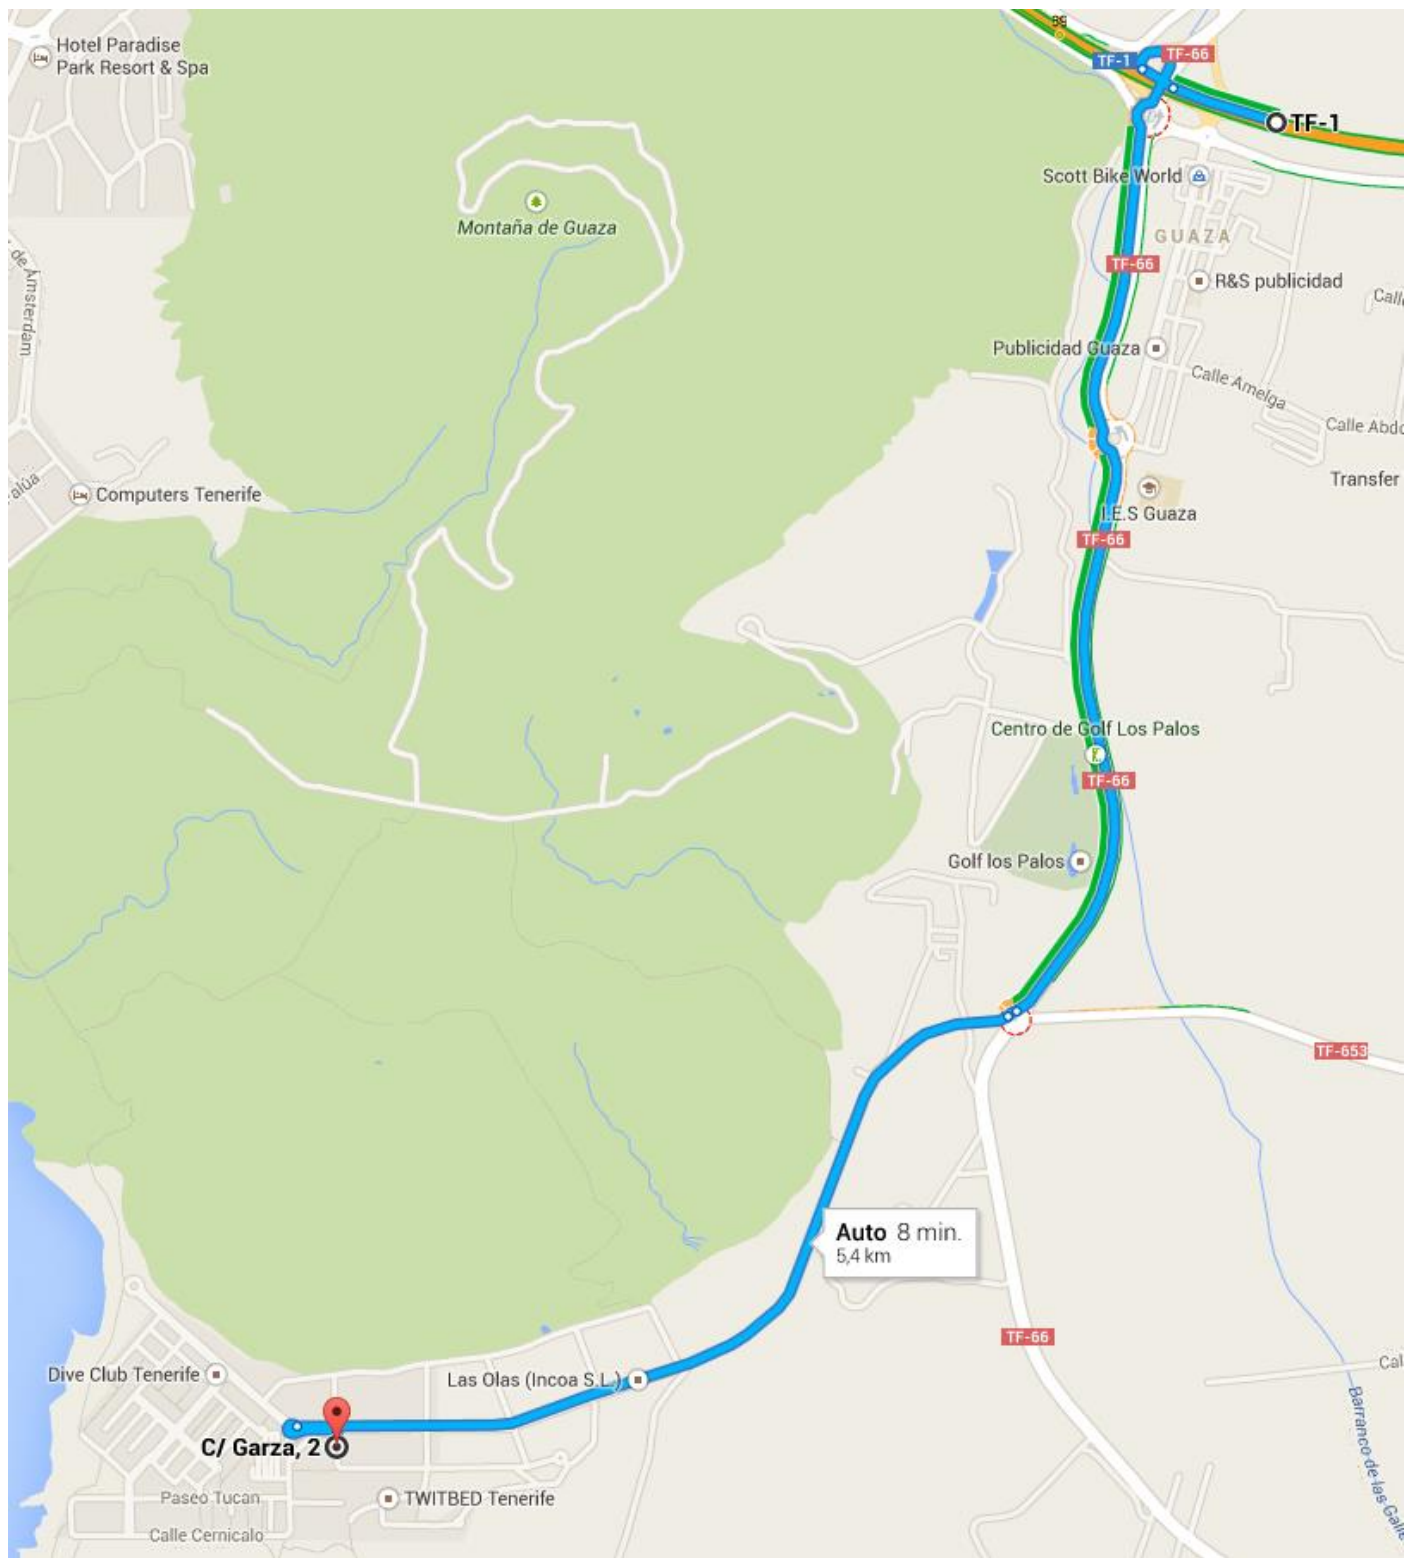 Hotel Paradise
Park Resort & Spa
TF-1
TF-66
TF-1
Scott Bike World
Montaña de Guaza
GUAZA
TF-66
R&S publicidad
de Ámsterdam
Publicidad Guaza
Calle Amelga
Computers Tenerife
Transfer
I.E.S Guaza
TF-66
Centro de Golf Los Palos
TF-66
Golf los Palos
TF-653
Auto 8 min.
5,4 km
TF-66
Dive Club Tenerife
Las Olas (Incoa S.L.)
C/ Garza, 2
Paseo Tucan
TWITBED Tenerife
Calle Cernicalo
Barranco de las